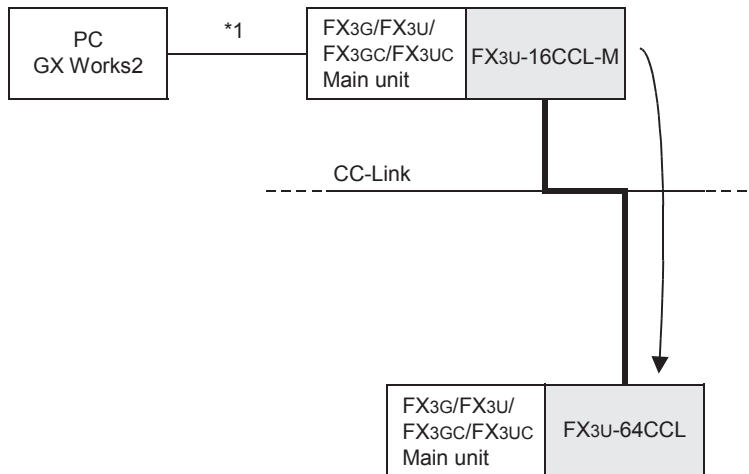 PC
GX Works2
*1
FX3G/FX3U/
FX3GC/FX3UC
Main unit
FX3U-16CCL-M
CC-Link
FX3G/FX3U/
FX3GC/FX3UC
Main unit
FX3U-64CCL